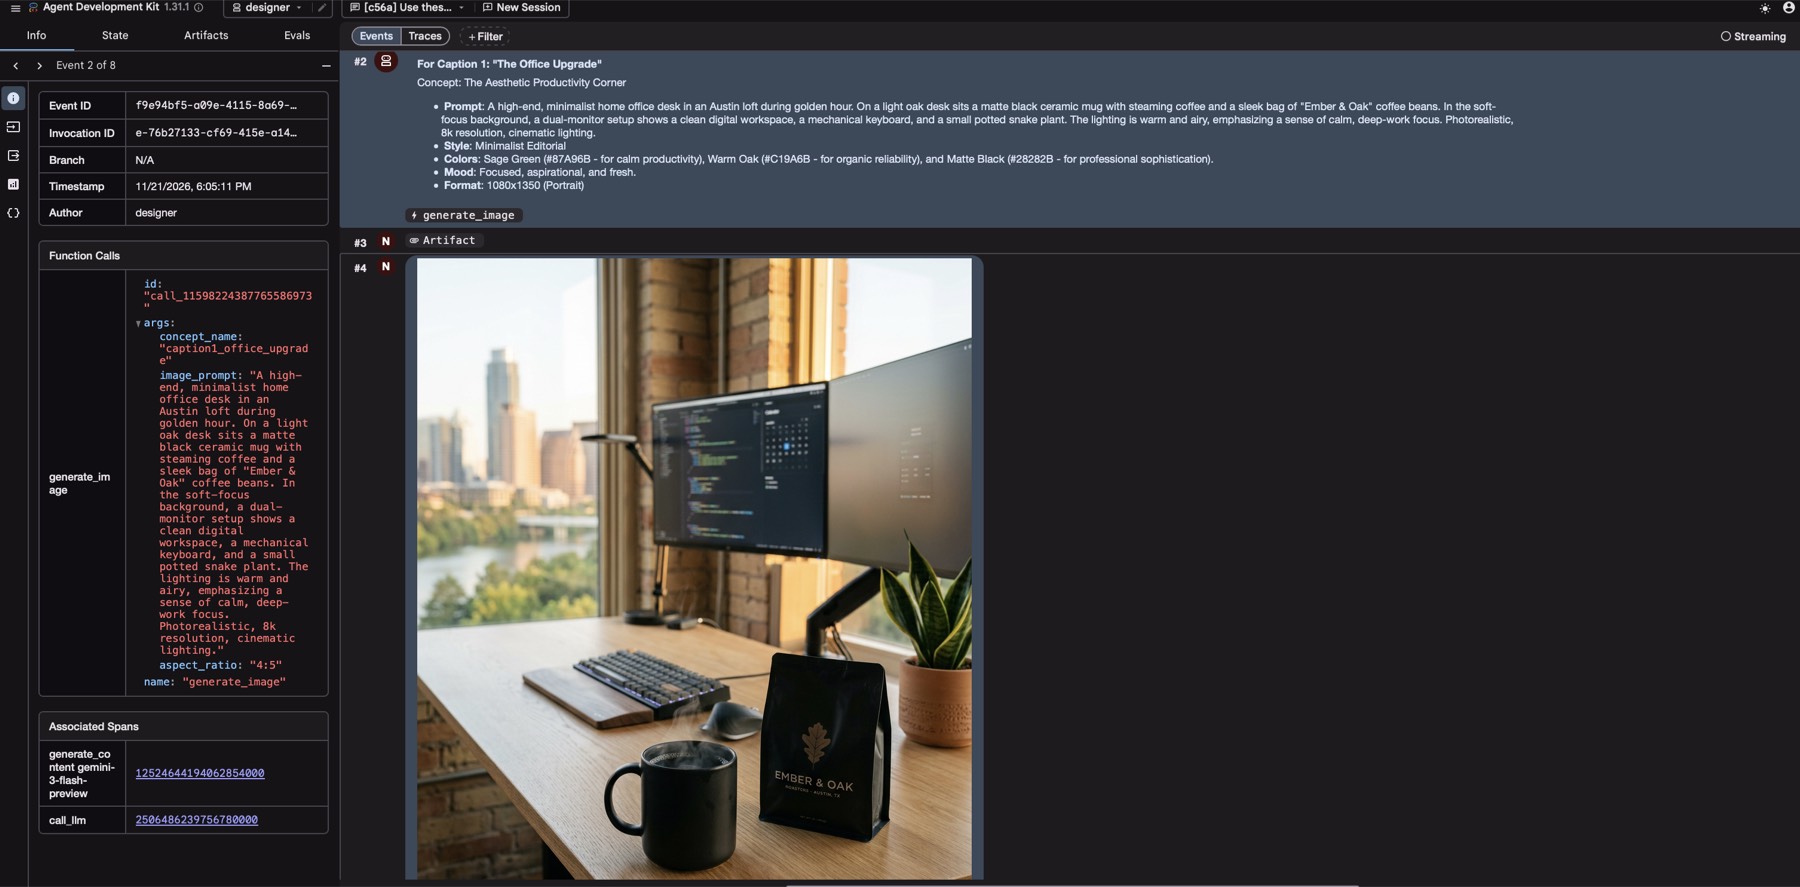 Agent Development Kit 1.31.1
designer
[c56a] Use thes...
New Session
Info
State
Artifacts
Evals
Events
Traces
+ Filter
Streaming
Event 2 of 8
Event ID
f9e94bf5-a09e-4115-8a69-...
Invocation ID
e-76b27133-cf69-415e-a14...
Branch
N/A
Timestamp
11/21/2026, 6:05:11 PM
Author
designer
Function Calls
generate_im
age
id:
"call_11598224387765586973
"
args:
concept_name:
"caption1_office_upgrad
e"
image_prompt: "A high-
end, minimalist home
office desk in an
Austin loft during
golden hour. On a light
oak desk sits a matte
black ceramic mug with
steaming coffee and a
sleek bag of "Ember &
Oak" coffee beans. In
the soft-focus
background, a dual-
monitor setup shows a
clean digital
workspace, a mechanical
keyboard, and a small
potted snake plant. The
lighting is warm and
airy, emphasizing a
sense of calm, deep-
work focus.
Photorealistic, 8k
resolution, cinematic
lighting."
aspect_ratio: "4:5"
name: "generate_image"
Associated Spans
generate_co
ntent gemini-
3-flash-
preview
12524644194062854000
call_llm
2506486239756780000
#2
For Caption 1: "The Office Upgrade"
Concept: The Aesthetic Productivity Corner
• Prompt: A high-end, minimalist home office desk in an Austin loft during golden hour. On a light oak desk sits a matte black ceramic mug with steaming coffee and a sleek bag of "Ember & Oak" coffee beans. In the soft-
focus background, a dual-monitor setup shows a clean digital workspace, a mechanical keyboard, and a small potted snake plant. The lighting is warm and airy, emphasizing a sense of calm, deep-work focus. Photorealistic,
8k resolution, cinematic lighting.
• Style: Minimalist Editorial
• Colors: Sage Green (#87A96B - for calm productivity), Warm Oak (#C19A6B - for organic reliability), and Matte Black (#28282B - for professional sophistication).
• Mood: Focused, aspirational, and fresh.
• Format: 1080x1350 (Portrait)
generate_image
#3
N
Artifact
#4
N
EMBER & OAK
ROASTERS · AUSTIN, TX